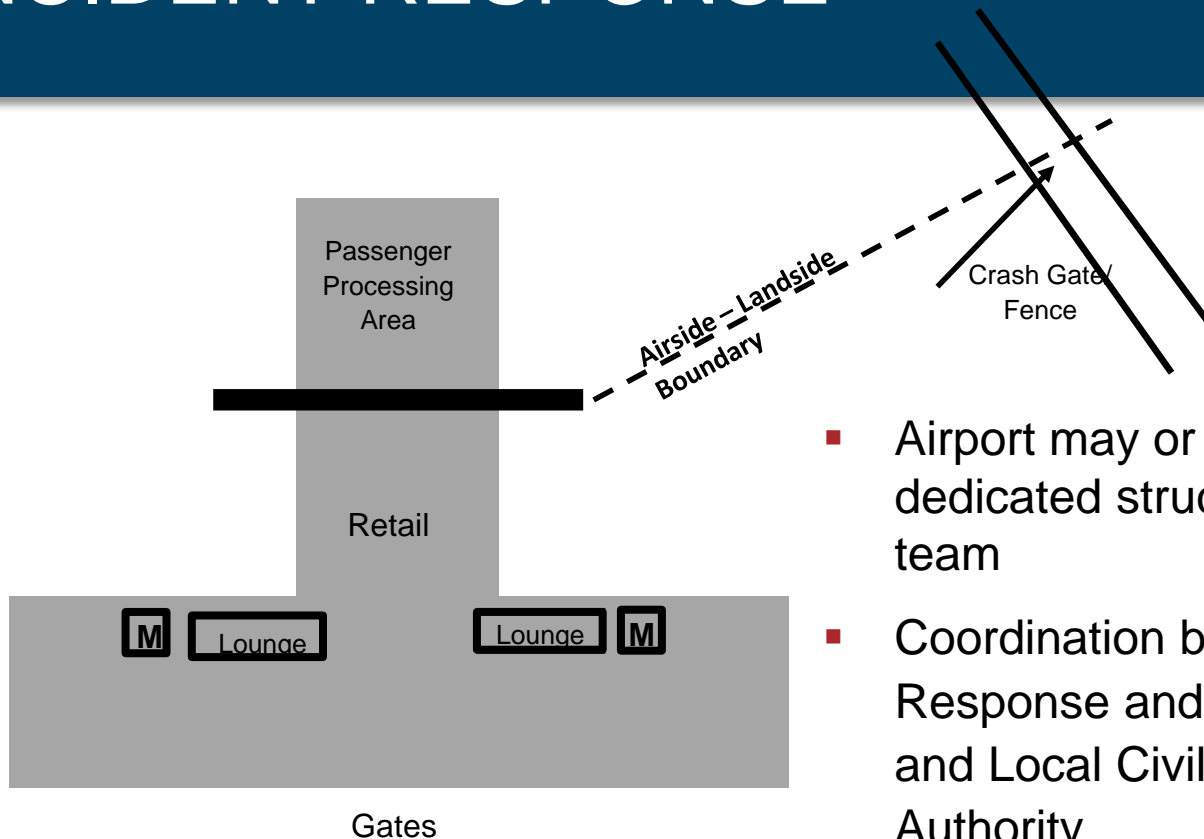 RESPONSE
Passenger
Processing
Area
Airside – Landside
Boundary
Crash Gate/
Fence
Retail
M
Lounge
Lounge
M
Gates
Airport may or
dedicated
team
Coordination
Response and
and Local Civil
Authority